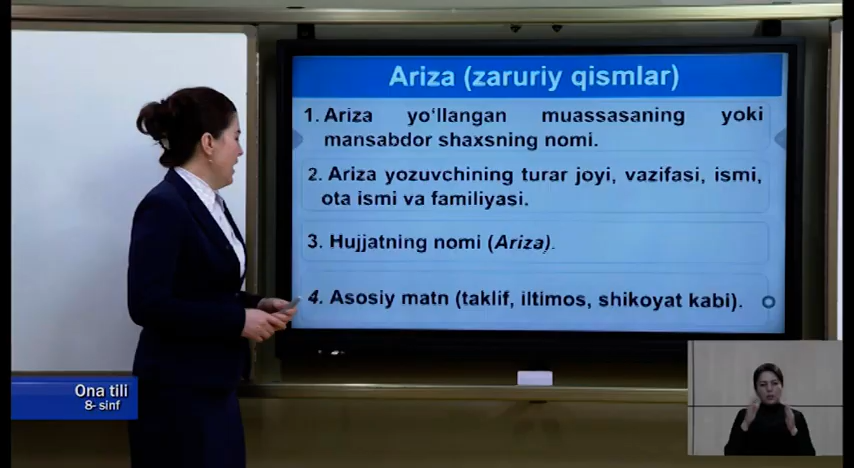 Ariza (zaruriy qismlar)
1. Ariza yo‘llangan muassasaning yoki
mansabdor shaxsning nomi.
2. Ariza yozuvchining turar joyi, vazifasi, ismi,
ota ismi va familiyasi.
3. Hujjatning nomi (Ariza).
4. Asosiy matn (taklif, iltimos, shikoyat kabi).
Ona tili
8- sinf